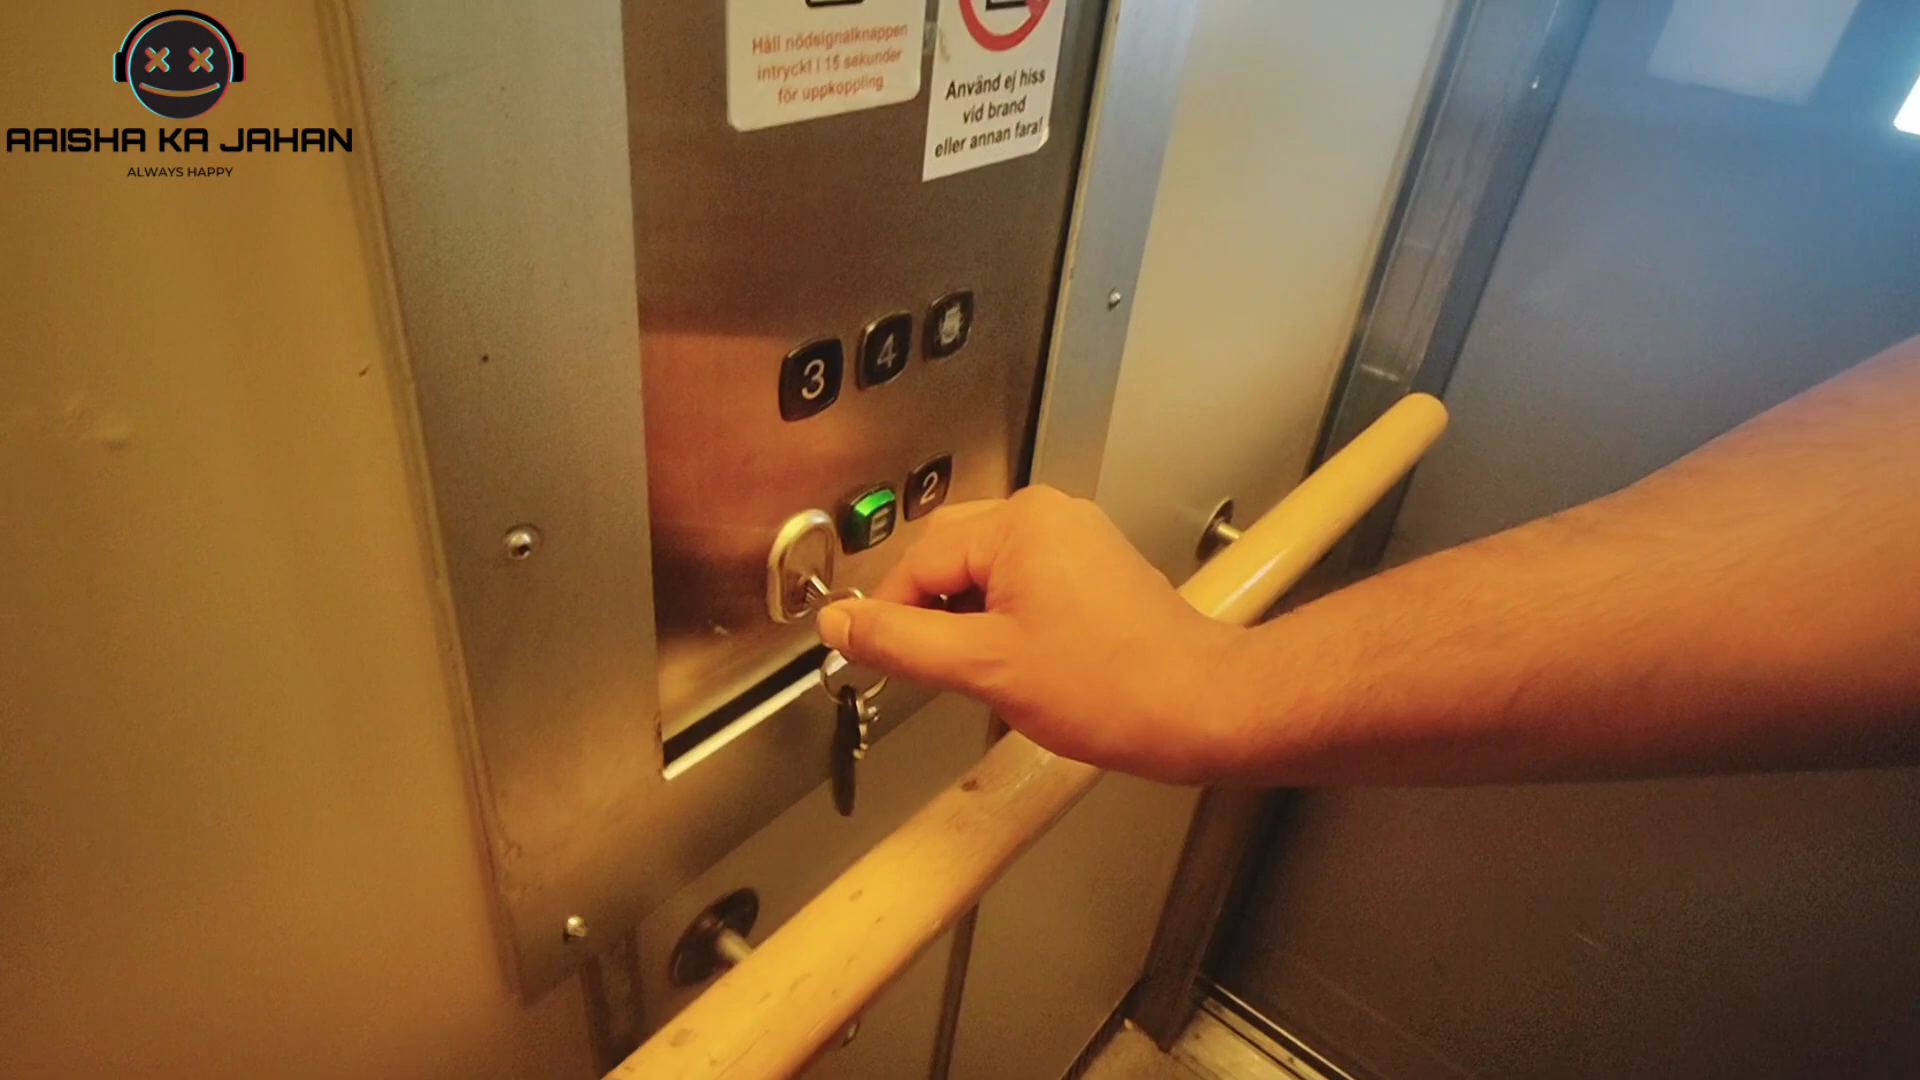 AAISHA KA JAHAN
ALWAYS HAPPY
Håll nödsignalknappen
intryckt i 15 sekunder
för uppkoppling
Använd ej hiss
vid brand
eller annan fara!
3 4
E 2